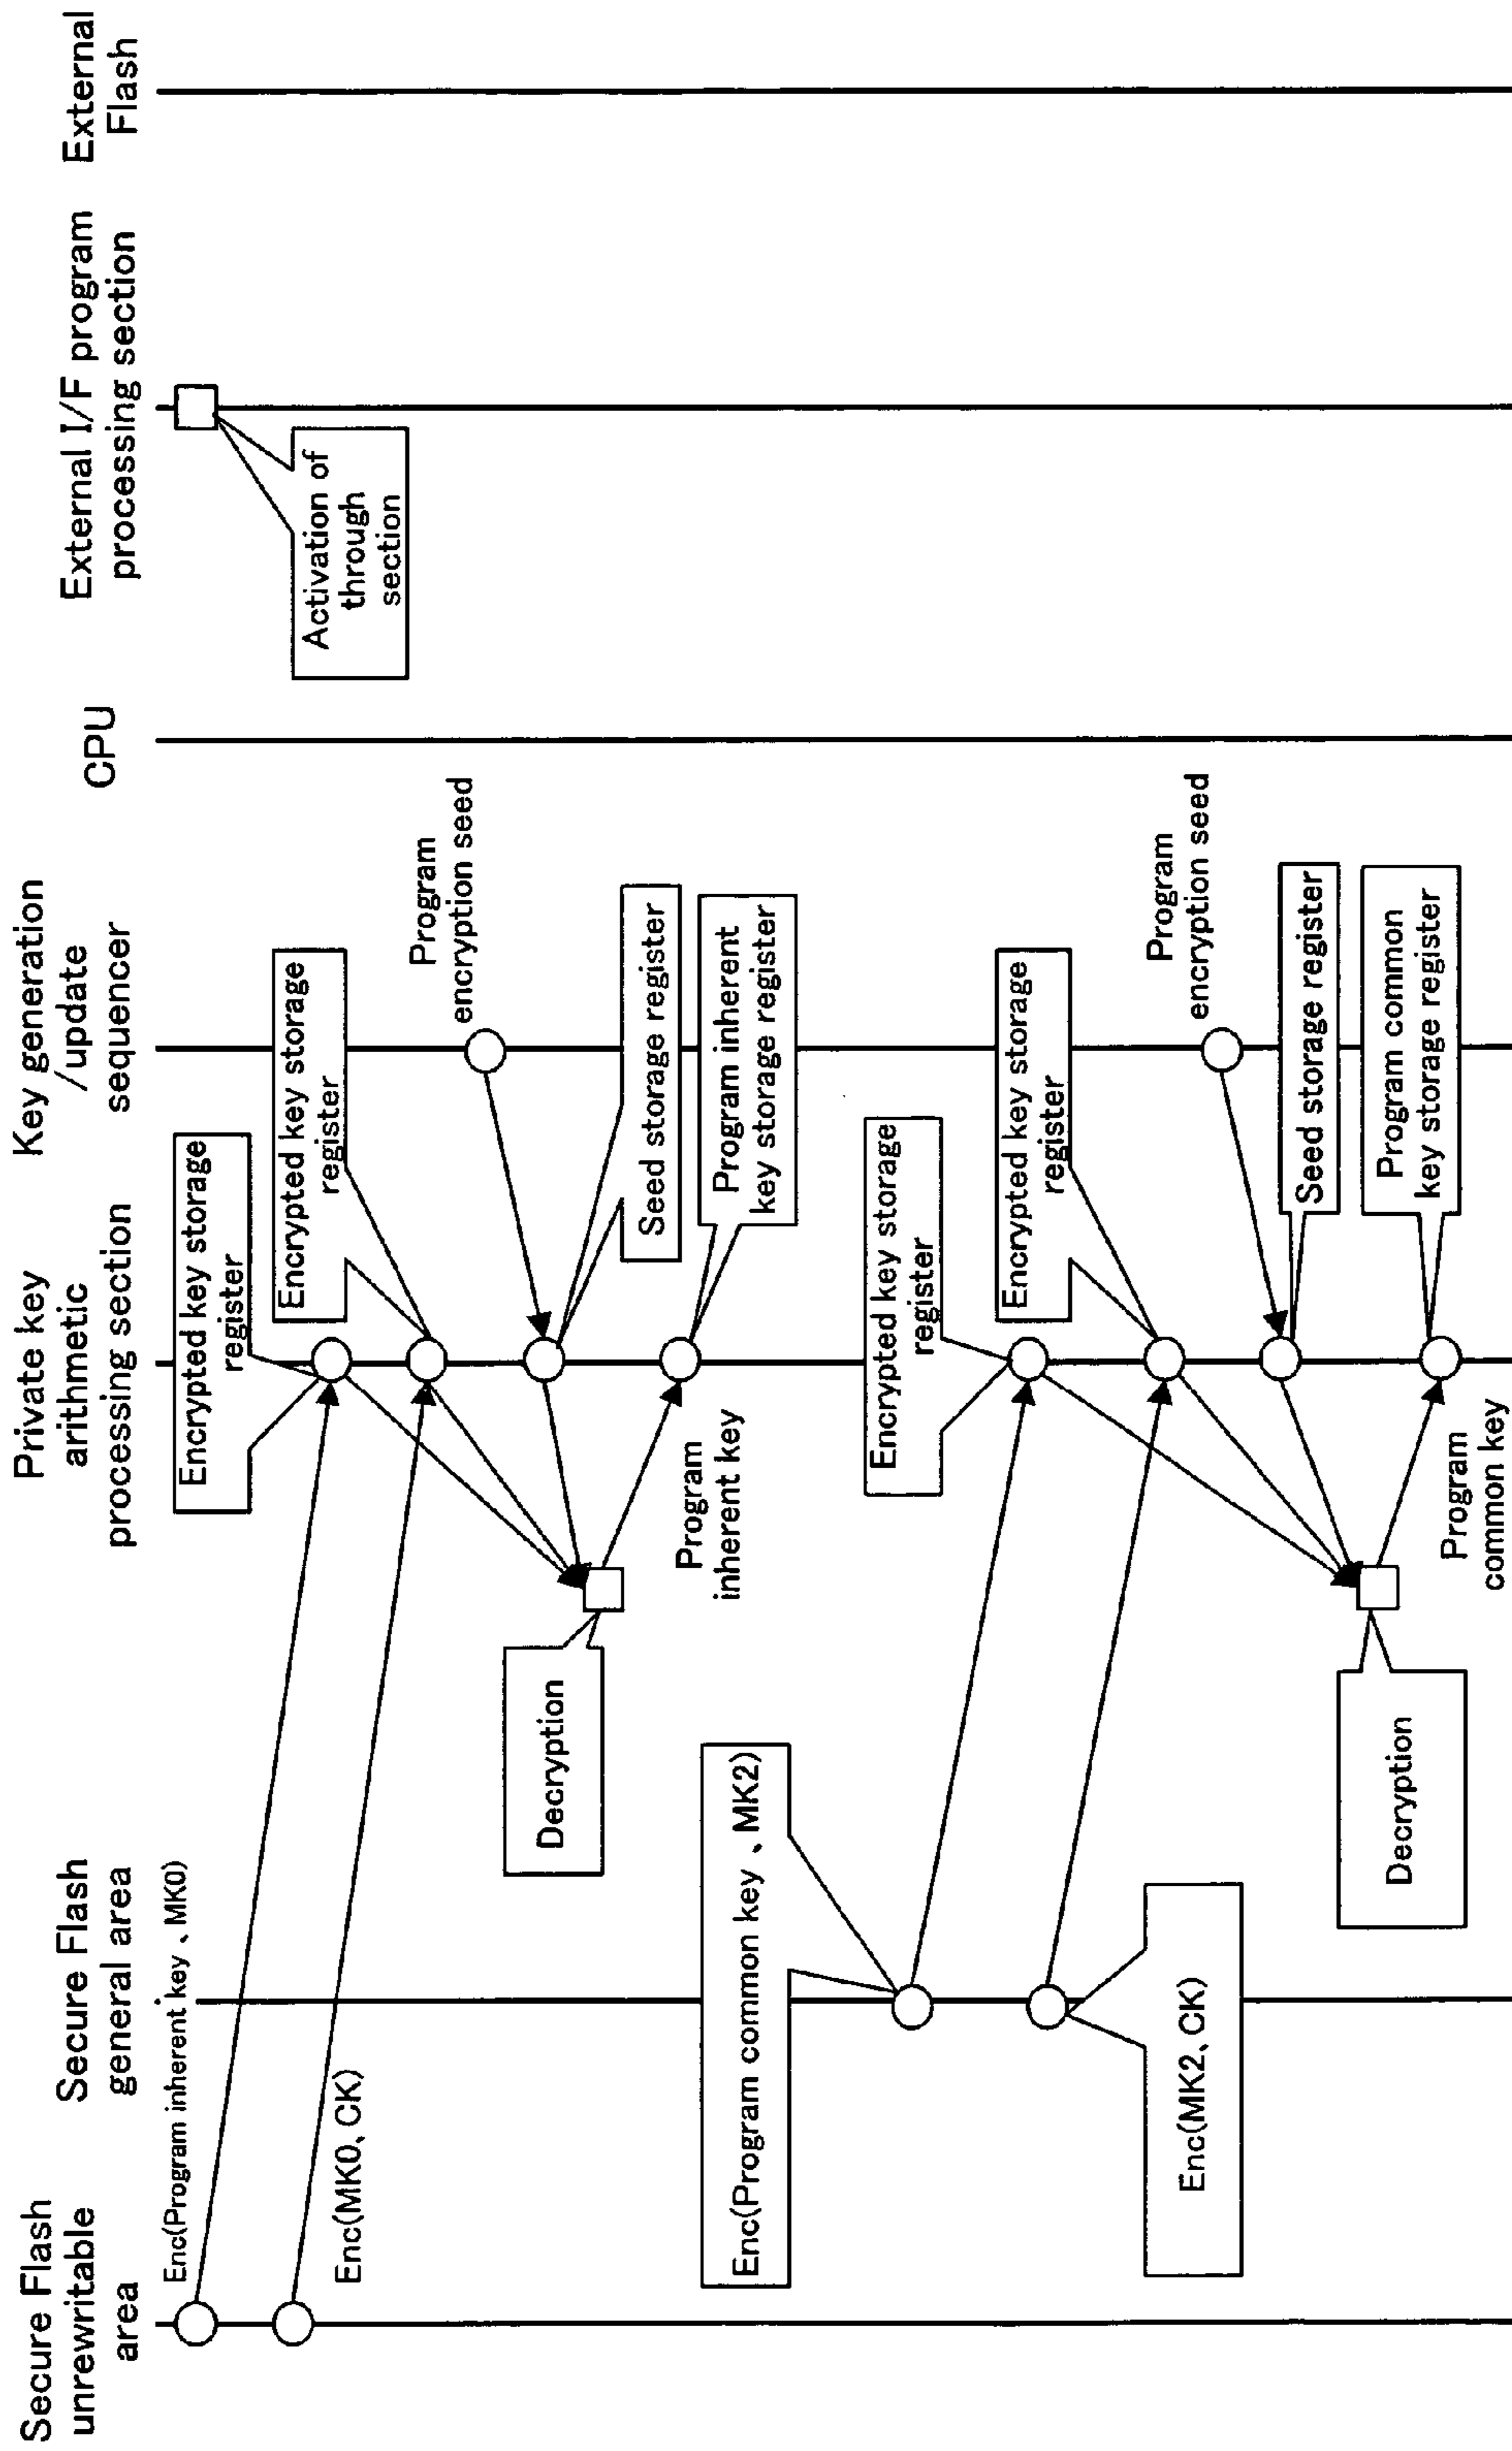 Secure Flash
unrewritable
area
Secure Flash
general area
Private key
arithmetic
processing section
Key generation
/update
sequencer
CPU
External I/F program
processing section
External
Flash
Enc(Program inherent key 、MK0)
Enc(MK0、CK)
Encrypted key storage
register
Encrypted key storage
register
Activation of
through
section
Program
encryption seed
Seed storage register
Decryption
Program
inherent key
Program inherent
key storage register
Enc(Program common key 、MK2)
Encrypted key storage
register
Enc(MK2、CK)
Encrypted key storage
register
Program
encryption seed
Seed storage register
Decryption
Program
common key
Program common
key storage register